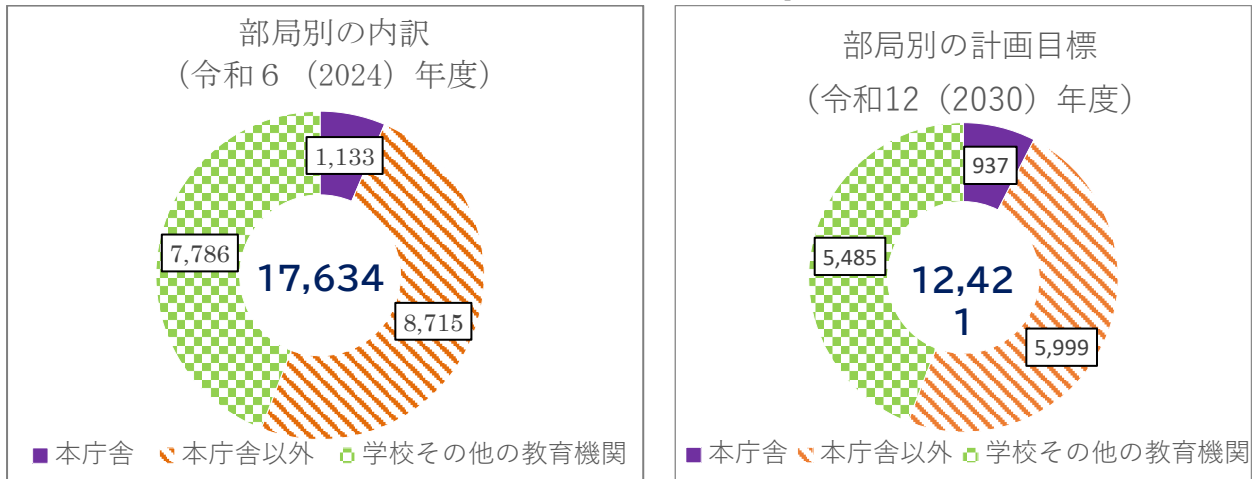 部局別の内訳
（令和６（2024）年度）
1,133
7,786
17,634
8,715
■本庁舎 本庁舎以外 学校その他の教育機関
部局別の計画目標
（令和12（2030）年度）
937
5,485
12,42
1
5,999
■本庁舎 本庁舎以外 学校その他の教育機関